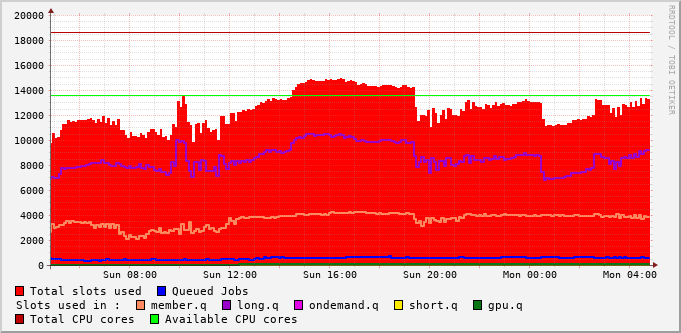 20000
18000
16000
14000
12000
10000
8000
6000
4000
2000
0
Sun 08:00 Sun 12:00 Sun 16:00 Sun 20:00 Mon 00:00 Mon 04:00
RRDTOOL / TOBI OETIKER
Total slots used Queued Jobs
Slots used in : member.q long.q ondemand.q short.q gpu.q
Total CPU cores Available CPU cores